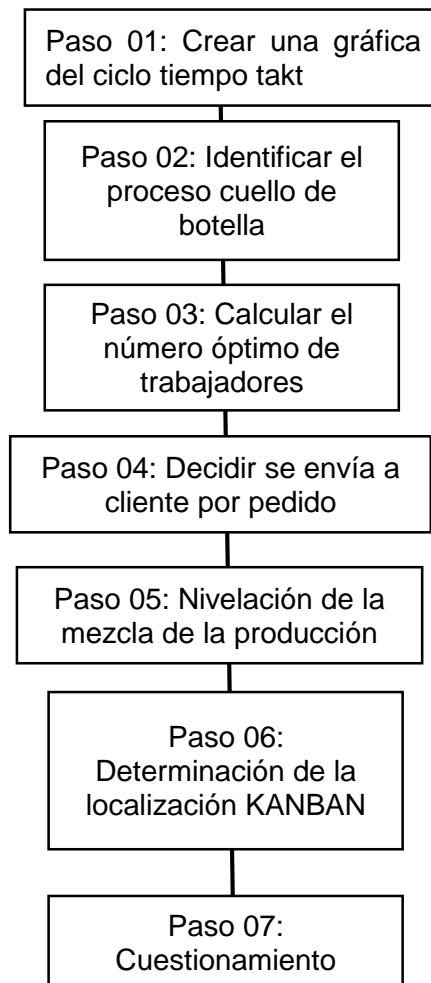 Paso 01: Crear una gráfica
del ciclo tiempo takt
Paso 02: Identificar el
proceso cuello de
botella
Paso 03: Calcular el
número óptimo de
trabajadores
Paso 04: Decidir se envía a
cliente por pedido
Paso 05: Nivelación de la
mezcla de la producción
Paso 06:
Determinación de la
localización KANBAN
Paso 07:
Cuestionamiento